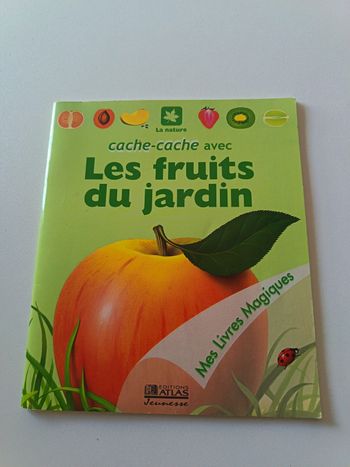 La nature
cache-cache avec
Les fruits
du jardin
Mes Livres Magiques
EDITIONS
ATLAS
Jeunesse